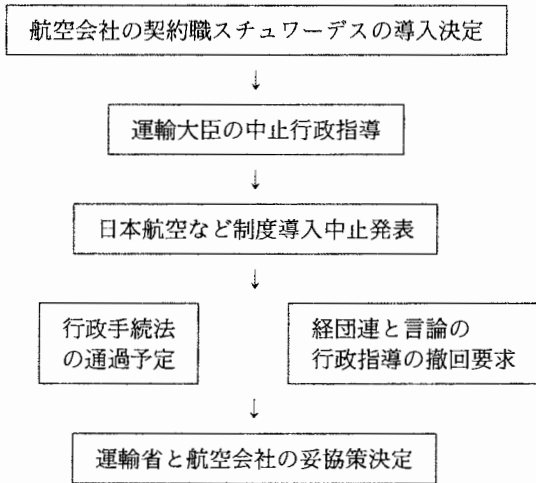 航空会社の契約職スチュワーデスの導入決定
↓
運輸大臣の中止行政指導
↓
日本航空など制度導入中止発表
↓
行政手続法
の通過予定
経団連と言論の
行政指導の撤回要求
↓
運輸省と航空会社の妥協策決定